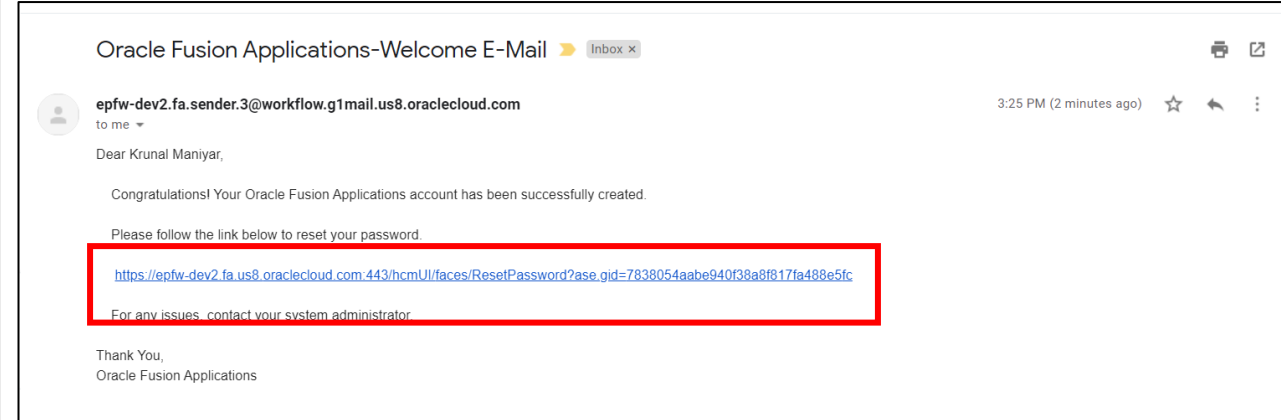 Oracle Fusion Applications-Welcome E-Mail Inbox ×
epfw-dev2.fa.sender.3@workflow.g1mail.us8.oraclecloud.com 3:25 PM (2 minutes ago)
to me
Dear Krunal Maniyar,
Congratulations! Your Oracle Fusion Applications account has been successfully created.
Please follow the link below to reset your password.
https://epfw-dev2.fa.us8.oraclecloud.com:443/hcmUI/faces/ResetPassword?ase.gid=7838054aabe940f38a8f817fa488e5fc
For any issues, contact your system administrator.
Thank You,
Oracle Fusion Applications